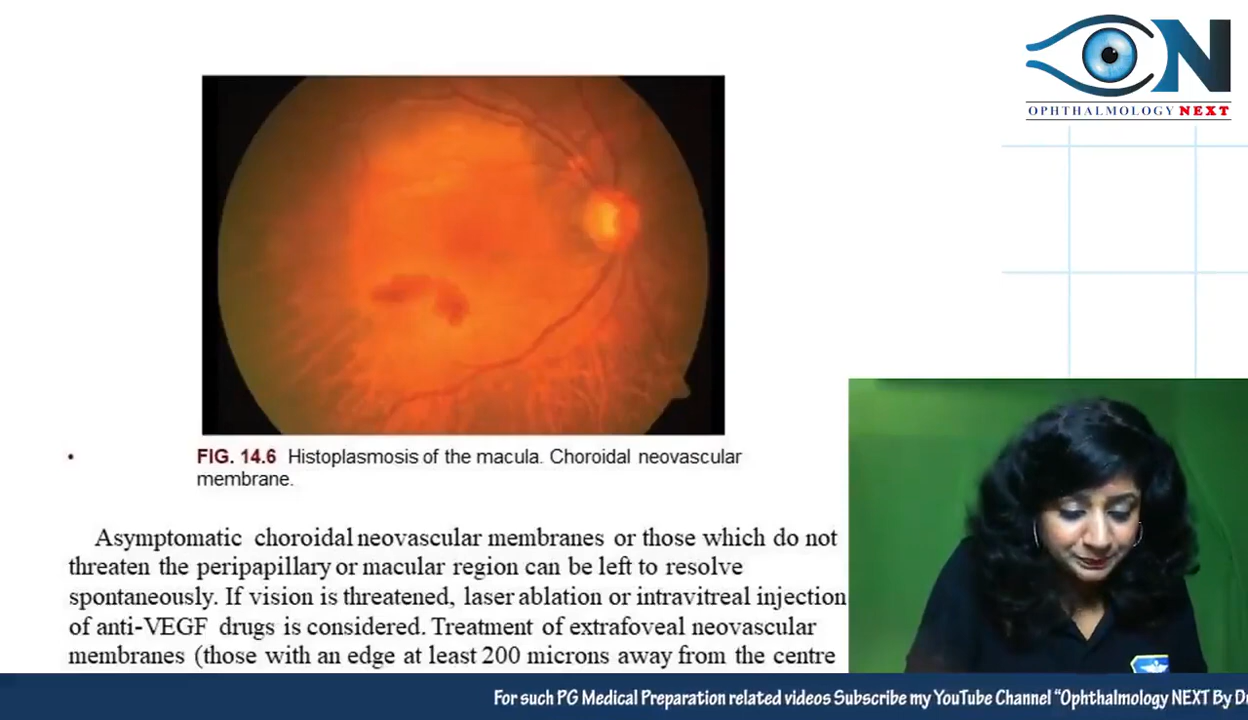 OPHTHALMOLOGY NEXT
FIG. 14.6 Histoplasmosis of the macula. Choroidal neovascular
membrane.
Asymptomatic choroidal neovascular membranes or those which do not
threaten the peripapillary or macular region can be left to resolve
spontaneously. If vision is threatened, laser ablation or intravitreal injection
of anti-VEGF drugs is considered. Treatment of extrafoveal neovascular
membranes (those with an edge at least 200 microns away from the centre
For such PG Medical Preparation related videos Subscribe my YouTube Channel “Ophthalmology NEXT By D